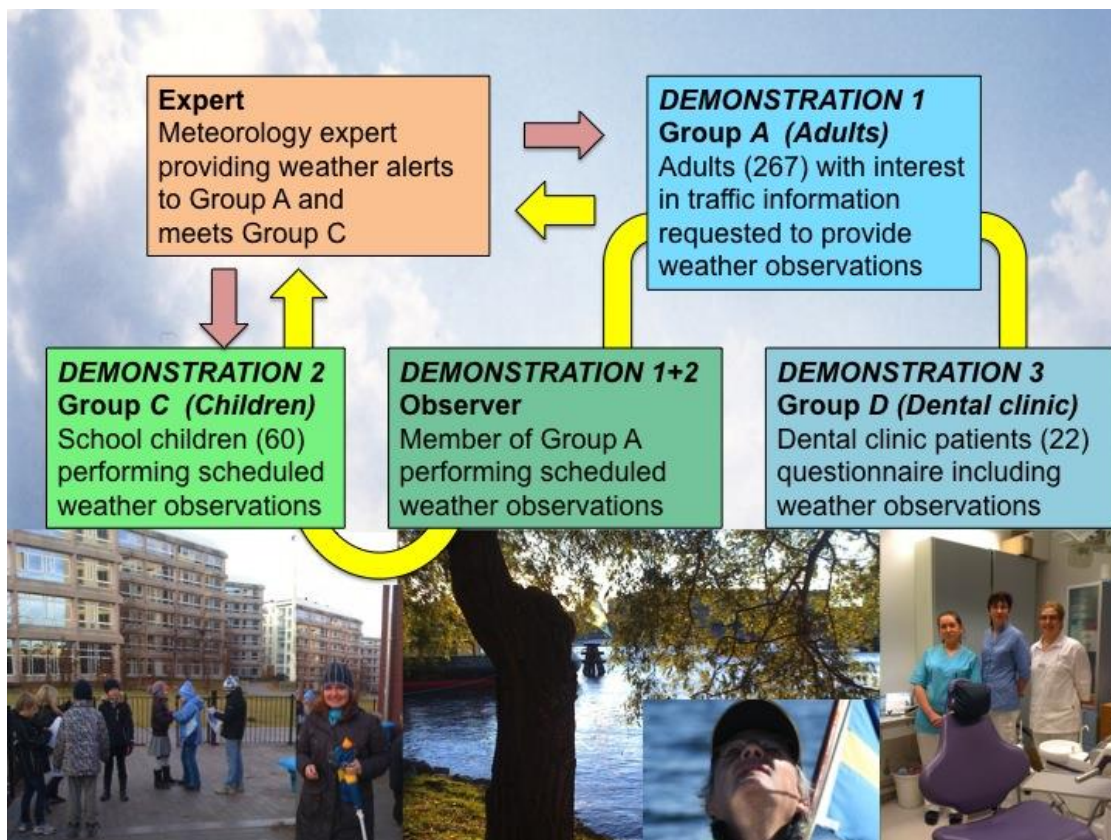 Expert
Meteorology expert
providing weather alerts
to Group A and
meets Group C
DEMONSTRATION 1
Group A (Adults)
Adults (267) with interest
in traffic information
requested to provide
weather observations
DEMONSTRATION 2
Group C (Children)
School children (60)
performing scheduled
weather observations
DEMONSTRATION 1+2
Observer
Member of Group A
performing scheduled
weather observations
DEMONSTRATION 3
Group D (Dental clinic)
Dental clinic patients (22)
questionnaire including
weather observations